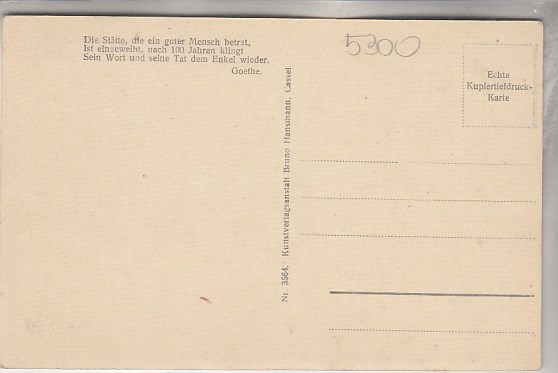 Die Stätte, die ein guter Mensch betrat,
Ist eingeweiht, nach 100 Jahren klingt
Sein Wort und seine Tat dem Enkel wieder.
Goethe.
5300
Echte
Kupfertiefdruck-
Karte
Nr. 3564. Kunstverlagsanstalt Bruno Hansmann, Cassel